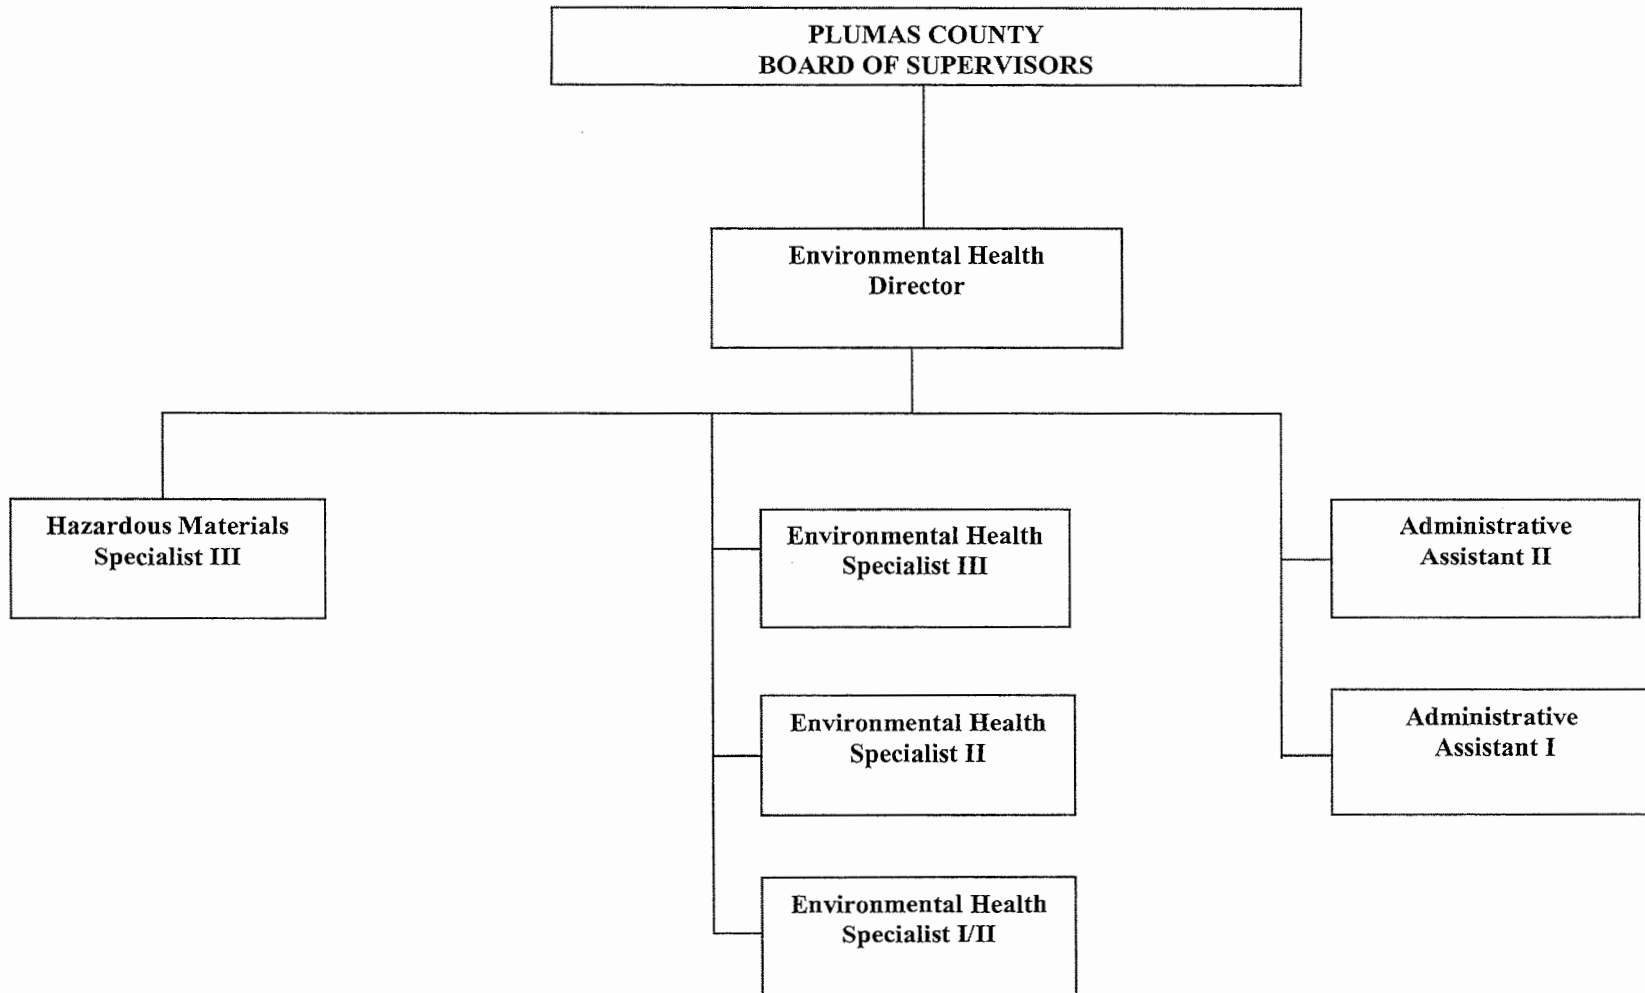 PLUMAS COUNTY
BOARD OF SUPERVISORS
Environmental Health
Director
Hazardous Materials
Specialist III
Environmental Health
Specialist III
Administrative
Assistant II
Environmental Health
Specialist II
Administrative
Assistant I
Environmental Health
Specialist I/II